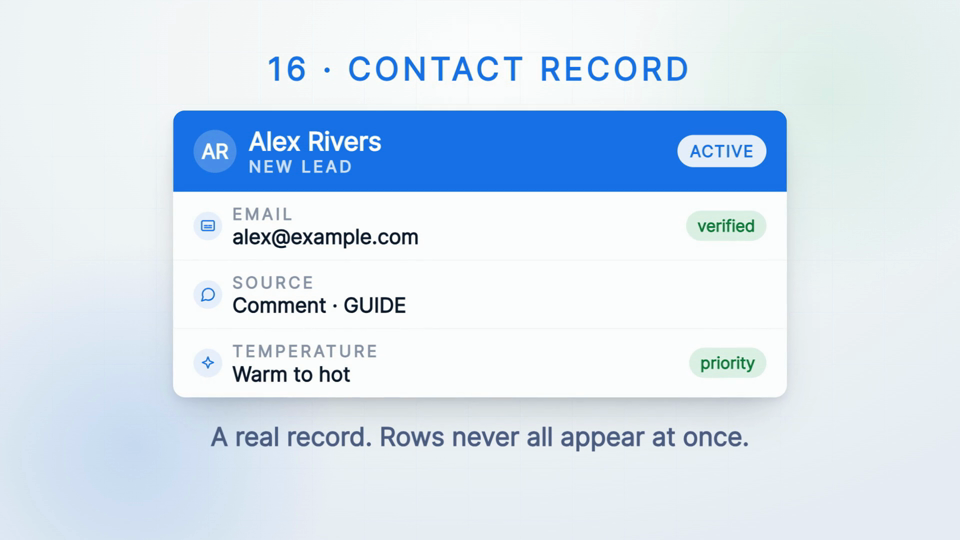 16 · CONTACT RECORD
AR
Alex Rivers
NEW LEAD
ACTIVE
EMAIL
alex@example.com
verified
SOURCE
Comment · GUIDE
TEMPERATURE
Warm to hot
priority
A real record. Rows never all appear at once.